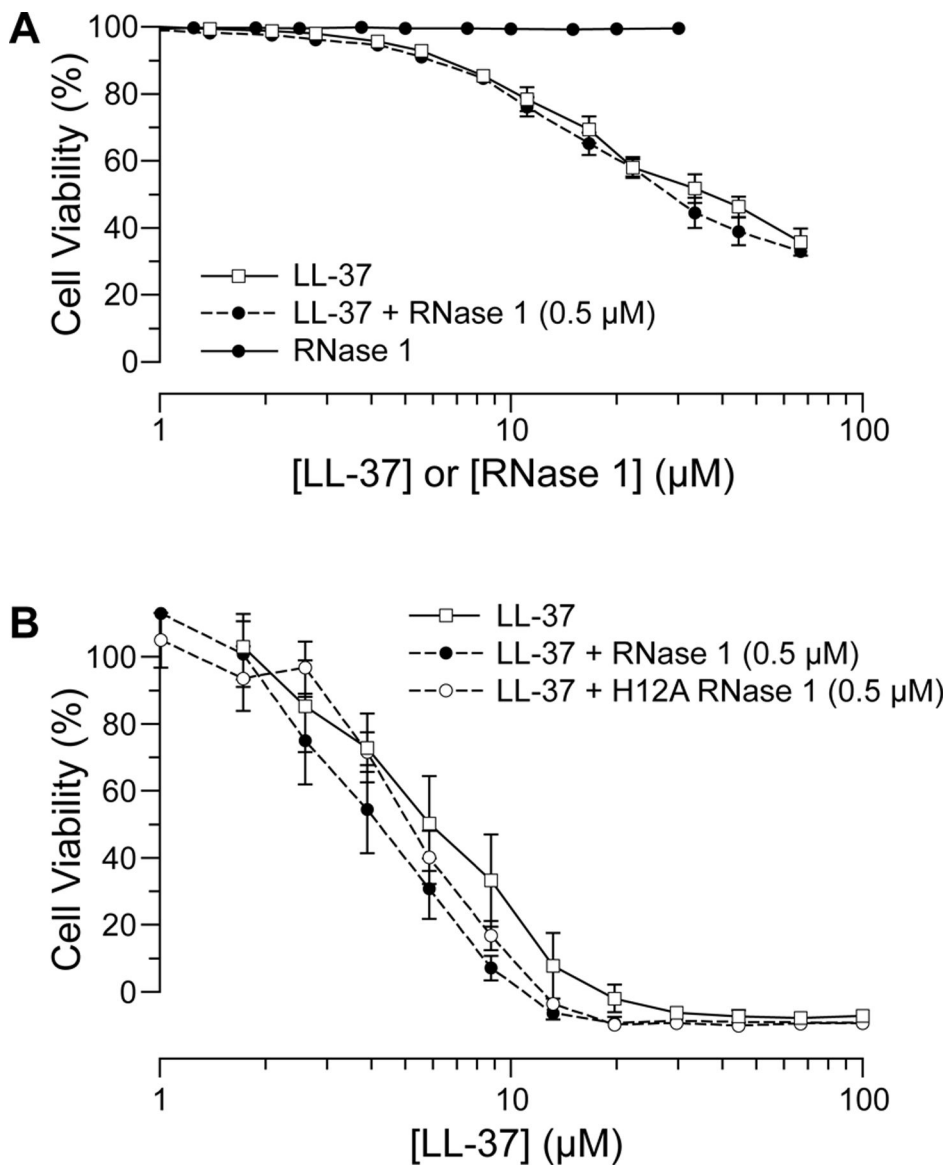 A
Cell Viability (%)
100
80
60
40
20
0
LL-37
LL-37 + RNase 1 (0.5 µM)
RNase 1
1
10
100
[LL-37] or [RNase 1] (µM)
B
Cell Viability (%)
100
80
60
40
20
0
LL-37
LL-37 + RNase 1 (0.5 µM)
LL-37 + H12A RNase 1 (0.5 µM)
1
10
100
[LL-37] (µM)